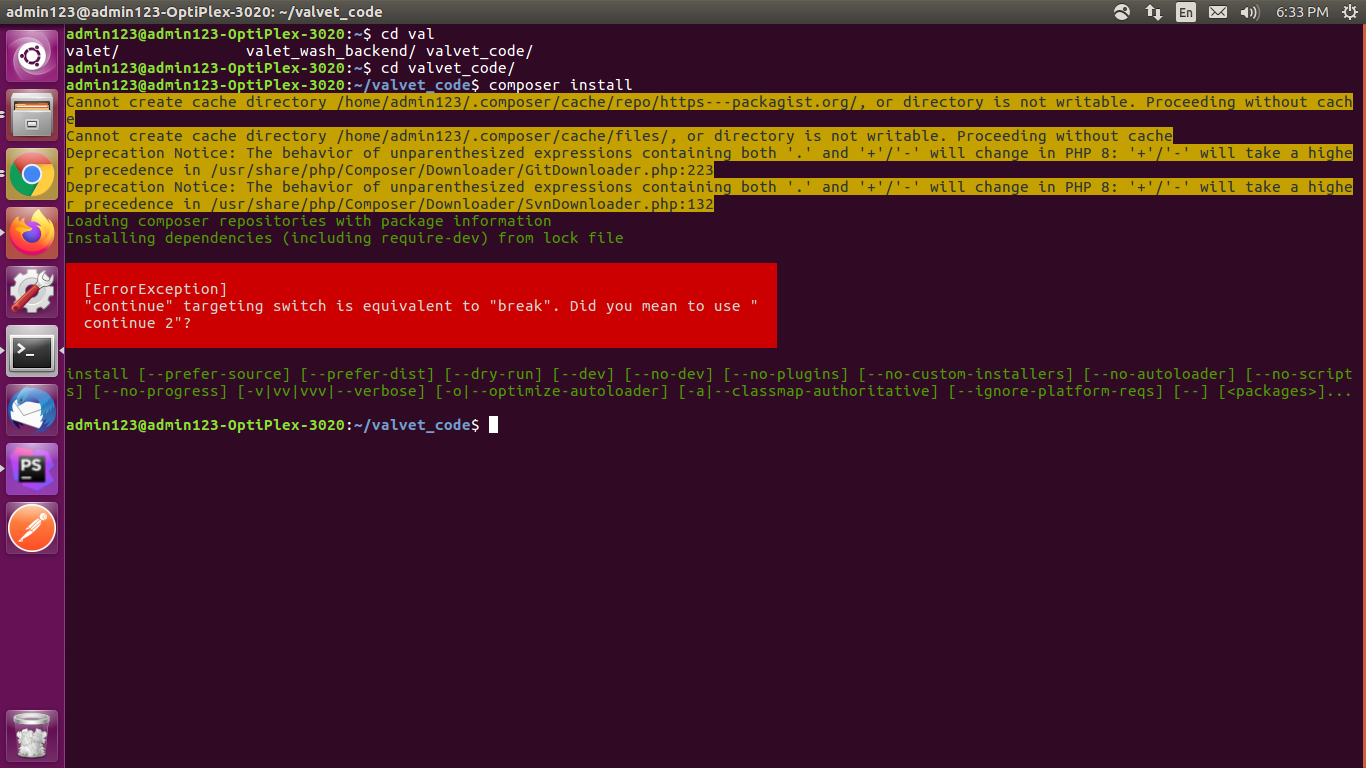 admin123@admin123-OptiPlex-3020: ~/valvet_code
En
6:33 PM
admin123@admin123-OptiPlex-3020:~$ cd val
valet/ valet_wash_backend/ valvet_code/
admin123@admin123-OptiPlex-3020:~$ cd valvet_code/
admin123@admin123-OptiPlex-3020:~/valvet_code$ composer install
Cannot create cache directory /home/admin123/.composer/cache/repo/https---packagist.org/, or directory is not writable. Proceeding without cach
e
Cannot create cache directory /home/admin123/.composer/cache/files/, or directory is not writable. Proceeding without cache
Deprecation Notice: The behavior of unparenthesized expressions containing both '.' and '+'/'-' will change in PHP 8: '+'/'-' will take a highe
r precedence in /usr/share/php/Composer/Downloader/GitDownloader.php:223
Deprecation Notice: The behavior of unparenthesized expressions containing both '.' and '+'/'-' will change in PHP 8: '+'/'-' will take a highe
r precedence in /usr/share/php/Composer/Downloader/SvnDownloader.php:132
Loading composer repositories with package information
Installing dependencies (including require-dev) from lock file
[ErrorException]
"continue" targeting switch is equivalent to "break". Did you mean to use "
continue 2"?
install [--prefer-source] [--prefer-dist] [--dry-run] [--dev] [--no-dev] [--no-plugins] [--no-custom-installers] [--no-autoloader] [--no-script
s] [--no-progress] [-v|vv|vvv|--verbose] [-o|--optimize-autoloader] [-a|--classmap-authoritative] [--ignore-platform-reqs] [--] [<packages>]...
admin123@admin123-OptiPlex-3020:~/valvet_code$
PS